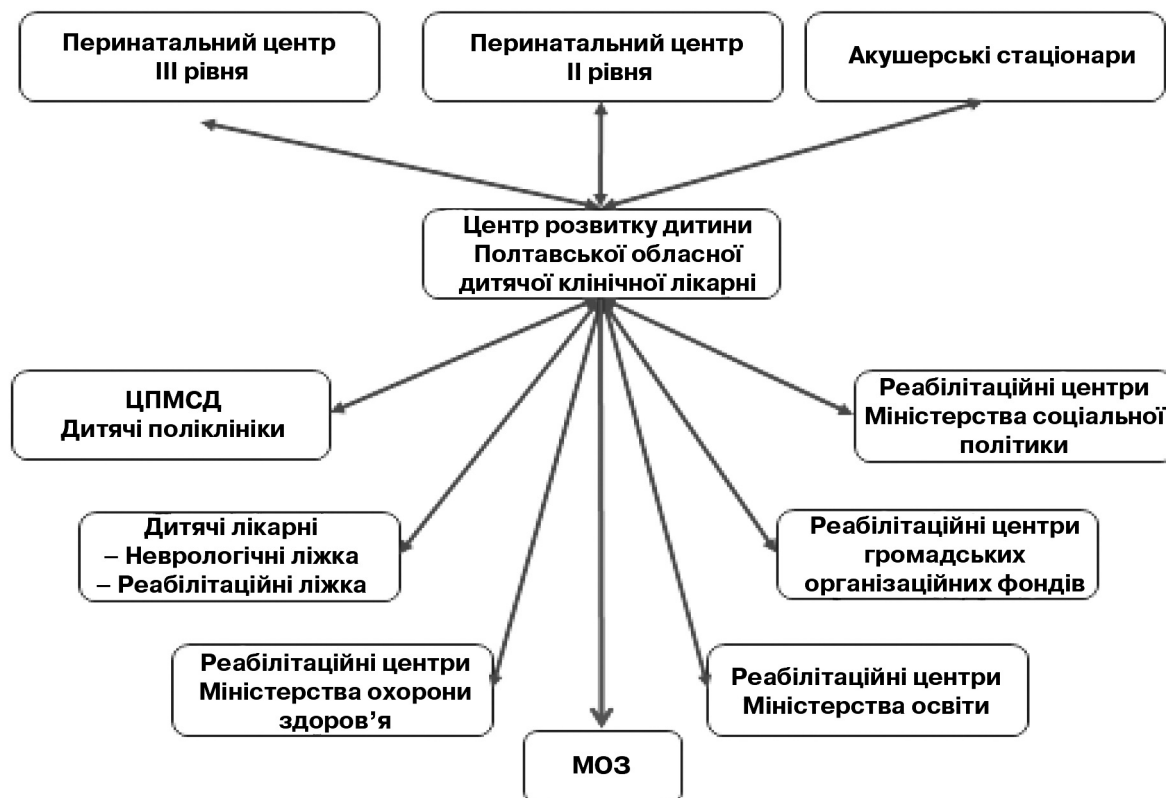 Перинатальний центр
III рівня
Перинатальний центр
II рівня
Акушерські стаціонари
Центр розвитку дитини
Полтавської обласної
дитячої клінічної лікарні
ЦПМСД
Дитячі поліклініки
Реабілітаційні центри
Міністерства соціальної
політики
Дитячі лікарні
– Неврологічні ліжка
– Реабілітаційні ліжка
Реабілітаційні центри
громадських
організаційних фондів
Реабілітаційні центри
Міністерства охорони
здоров’я
Реабілітаційні центри
Міністерства освіти
МОЗ